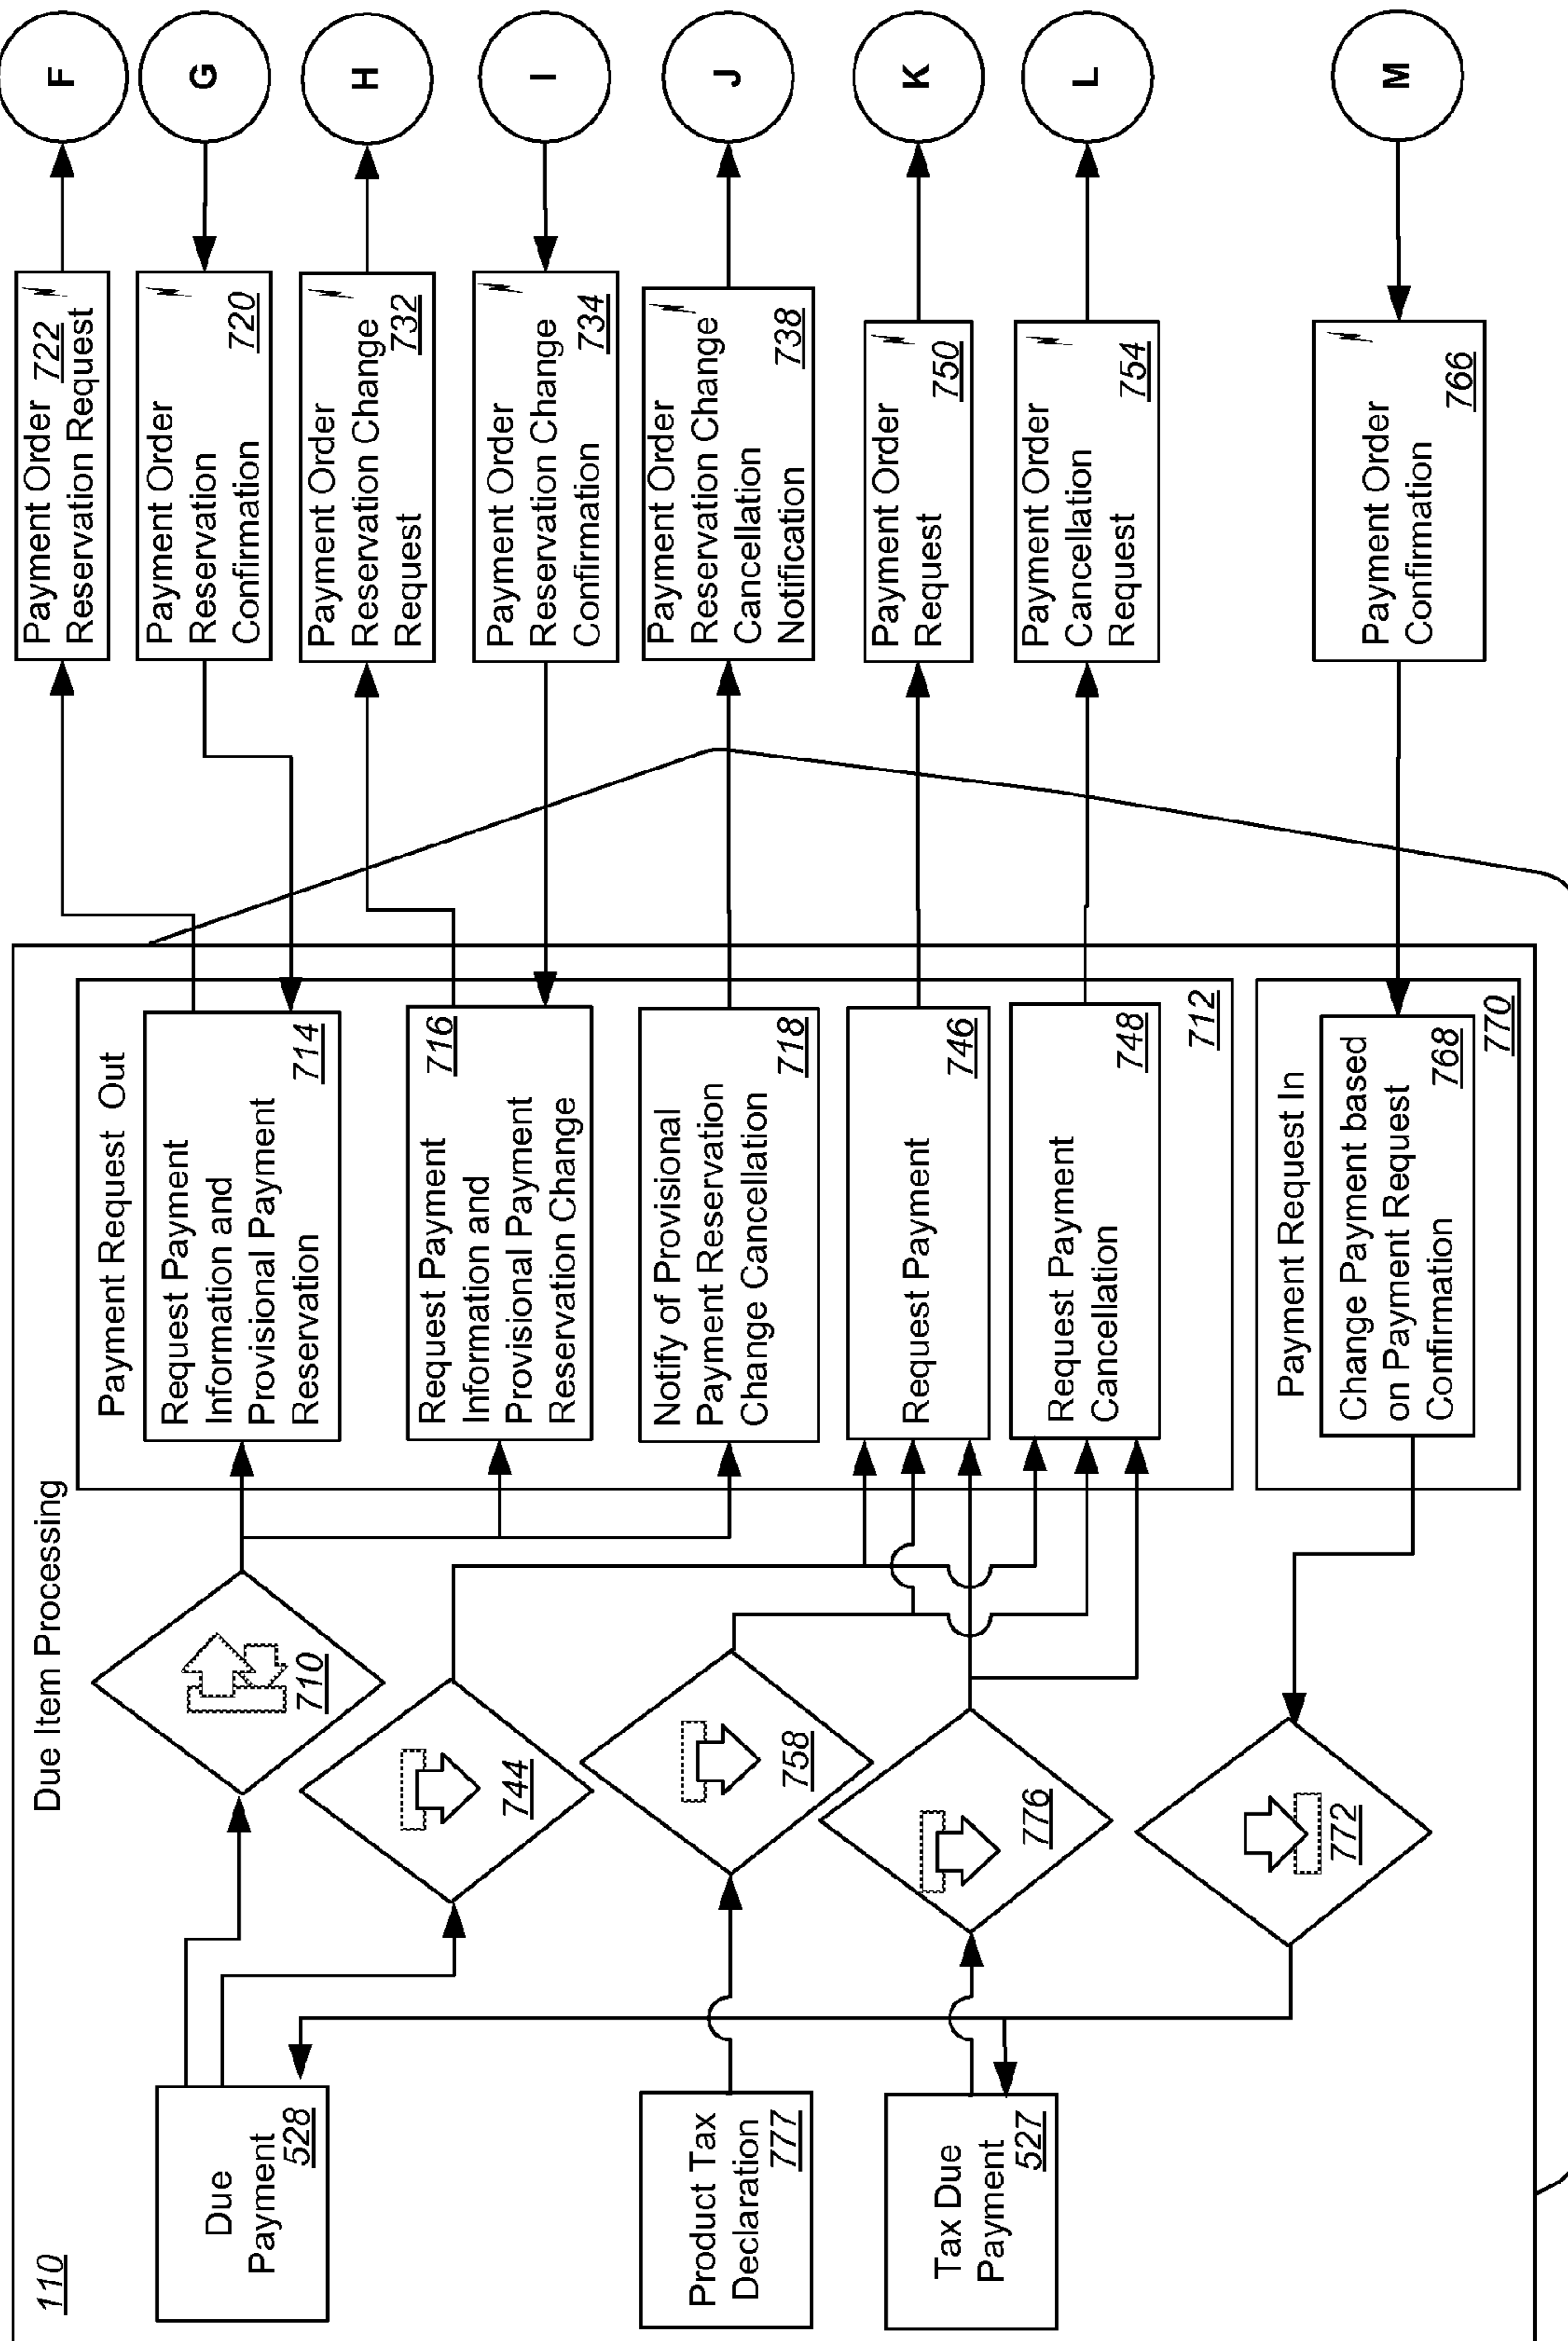 110
Due Item Processing
Due
Payment
528
Product Tax
Declaration
777
Tax Due
Payment
527
710
744
758
776
772
Payment Request Out
Request Payment
Information and
Provisional Payment
Reservation
714
Request Payment
Information and
Provisional Payment
Reservation Change
716
Notify of Provisional
Payment Reservation
Change Cancellation
718
Request Payment
746
Request Payment
Cancellation
748
712
Payment Request In
Change Payment based
on Payment Request
Confirmation
768
770
Payment Order 722
Reservation Request
Payment Order
Reservation
Confirmation
720
Payment Order
Reservation Change
Request
732
Payment Order
Reservation Change
Confirmation
734
Payment Order
Reservation Change
Cancellation
Notification
738
Payment Order
Request
750
Payment Order
Cancellation
Request
754
Payment Order
Confirmation
766
F
G
H
I
J
K
L
M